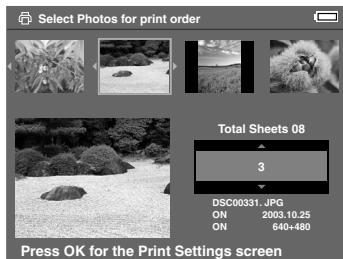 Select Photos for print order
Total Sheets 08
3
DSC00331. JPG
ON 2003.10.25
ON 640+480
Press OK for the Print Settings screen